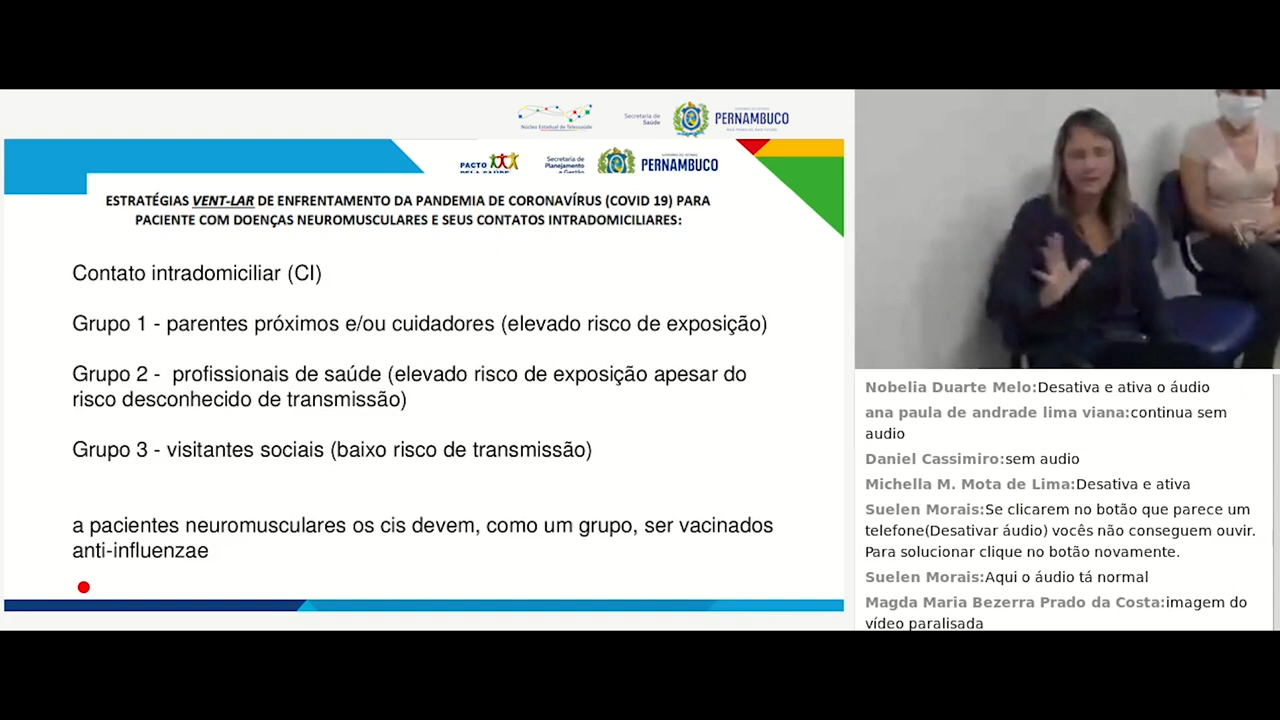 Núcleo Estadual de Telessaúde
Secretaria de
Saúde
PERNAMBUCO
PACTO
Secretaria de
Planejamento
e Gestão
PERNAMBUCO
ESTRATÉGIAS VENT-LAR DE ENFRENTAMENTO DA PANDEMIA DE CORONAVÍRUS (COVID 19) PARA
PACIENTE COM DOENÇAS NEUROMUSCULARES E SEUS CONTATOS INTRADOMICILIARES:
Contato intradomiciliar (CI)
Grupo 1 - parentes próximos e/ou cuidadores (elevado risco de exposição)
Grupo 2 -  profissionais de saúde (elevado risco de exposição apesar do
risco desconhecido de transmissão)
Grupo 3 - visitantes sociais (baixo risco de transmissão)
a pacientes neuromusculares os cis devem, como um grupo, ser vacinados
anti-influenzae
Nobelia Duarte Melo:Desativa e ativa o áudio
ana paula de andrade lima viana:continua sem
audio
Daniel Cassimiro:sem audio
Michella M. Mota de Lima:Desativa e ativa
Suelen Morais:Se clicarem no botão que parece um
telefone(Desativar áudio) vocês não conseguem ouvir.
Para solucionar clique no botão novamente.
Suelen Morais:Aqui o áudio tá normal
Magda Maria Bezerra Prado da Costa:imagem do
vídeo paralisada